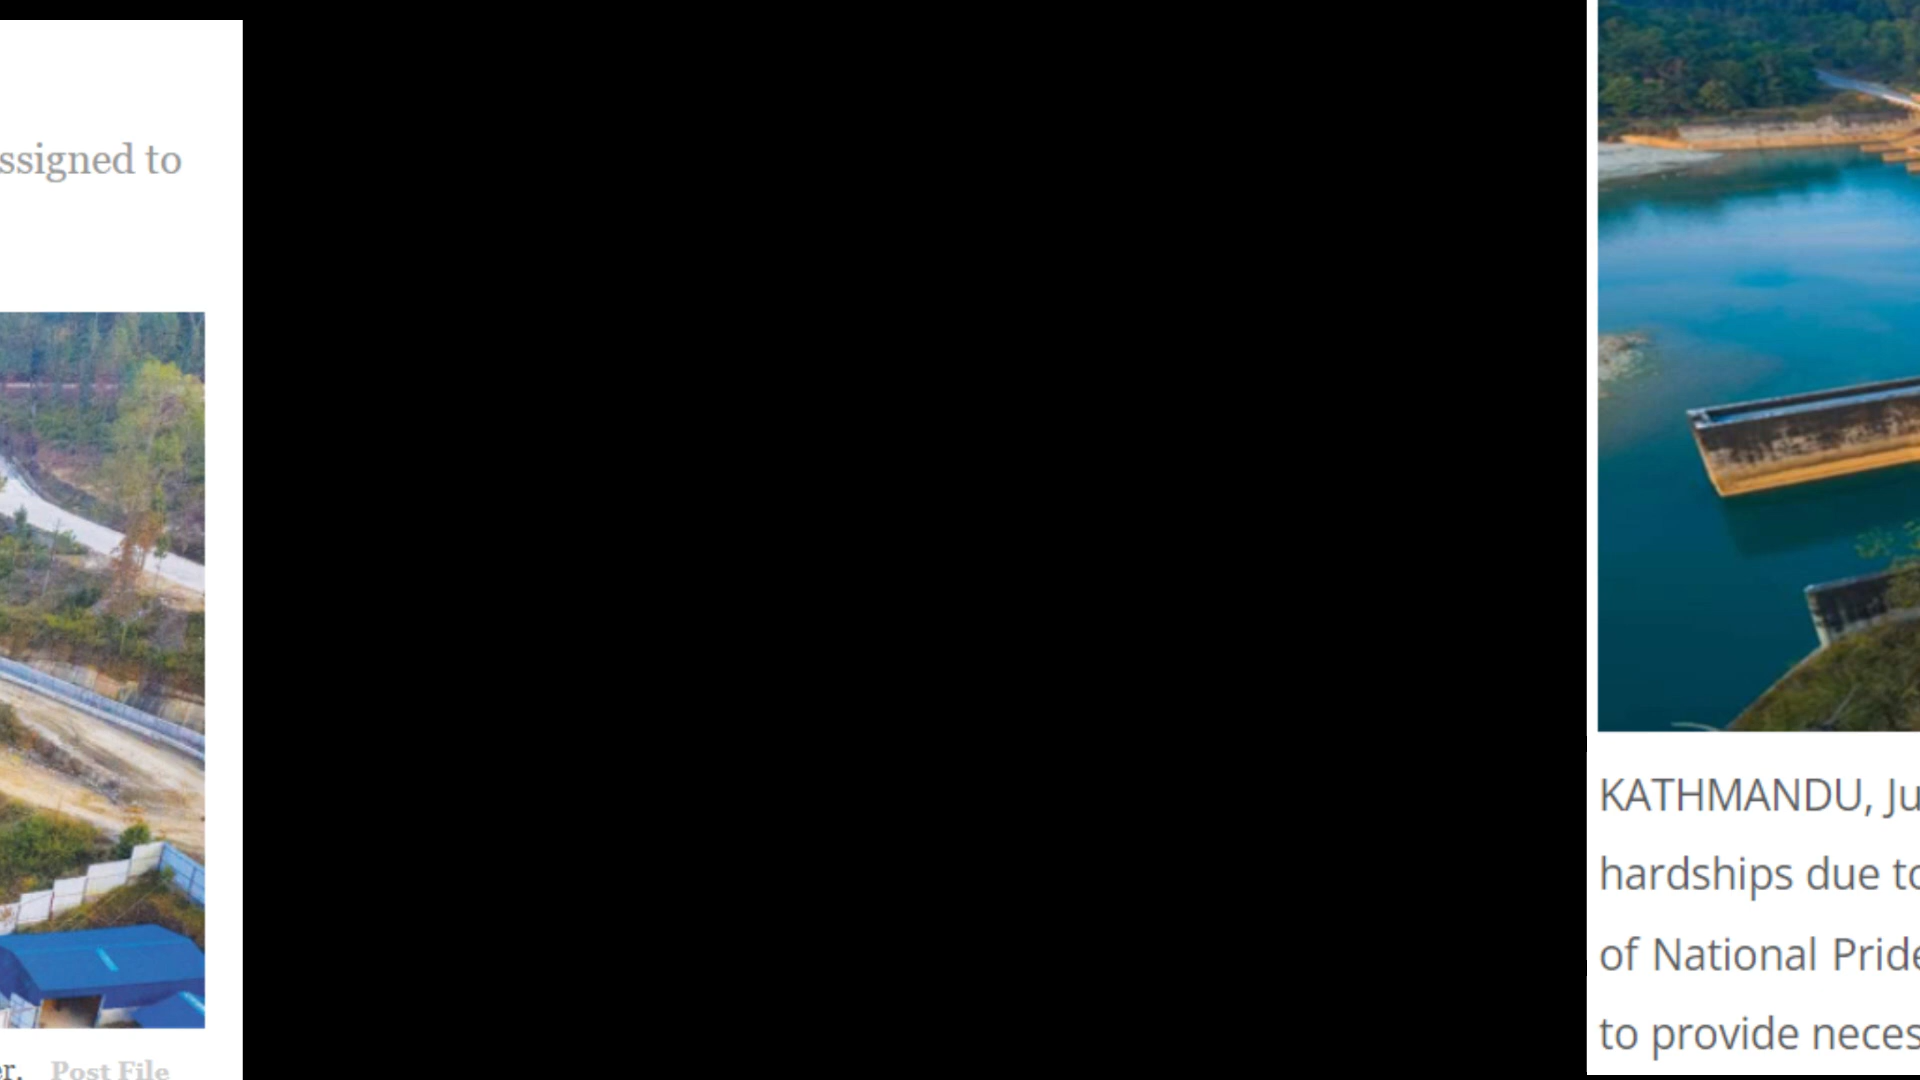 ssigned to
er. Post File
KATHMANDU, Ju
hardships due to
of National Pride
to provide neces